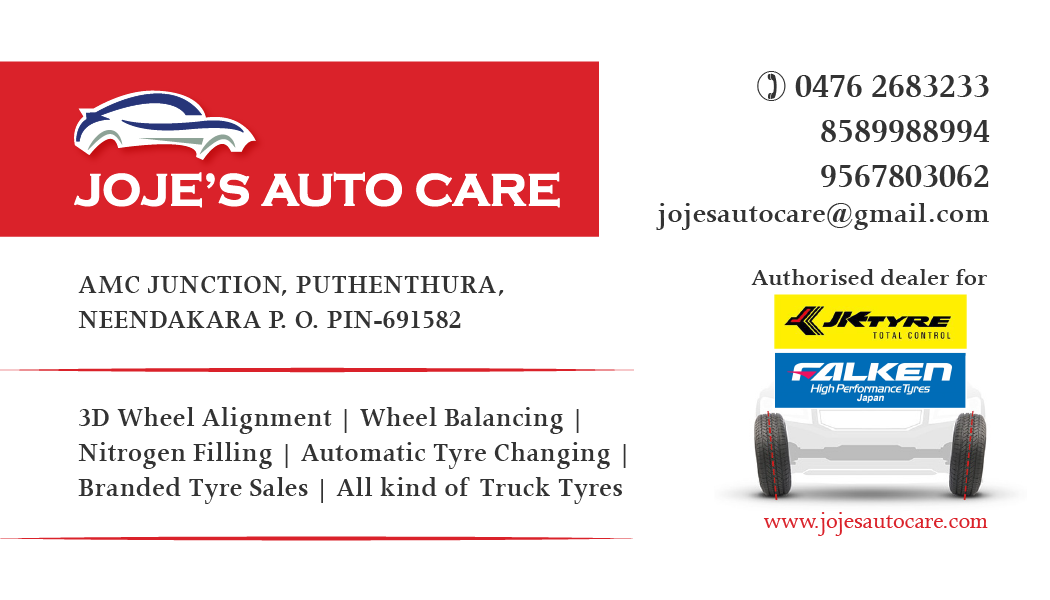 JOJE'S AUTO CARE
AMC JUNCTION, PUTHENTHURA,
NEENDAKARA P. O. PIN-691582
3D Wheel Alignment | Wheel Balancing |
Nitrogen Filling | Automatic Tyre Changing |
Branded Tyre Sales | All kind of Truck Tyres
0476 2683233
8589988994
9567803062
jojesautocare@gmail.com
Authorised dealer for
JK TYRE
TOTAL CONTROL
FALKEN
High Performance Tyres
Japan
www.jojesautocare.com